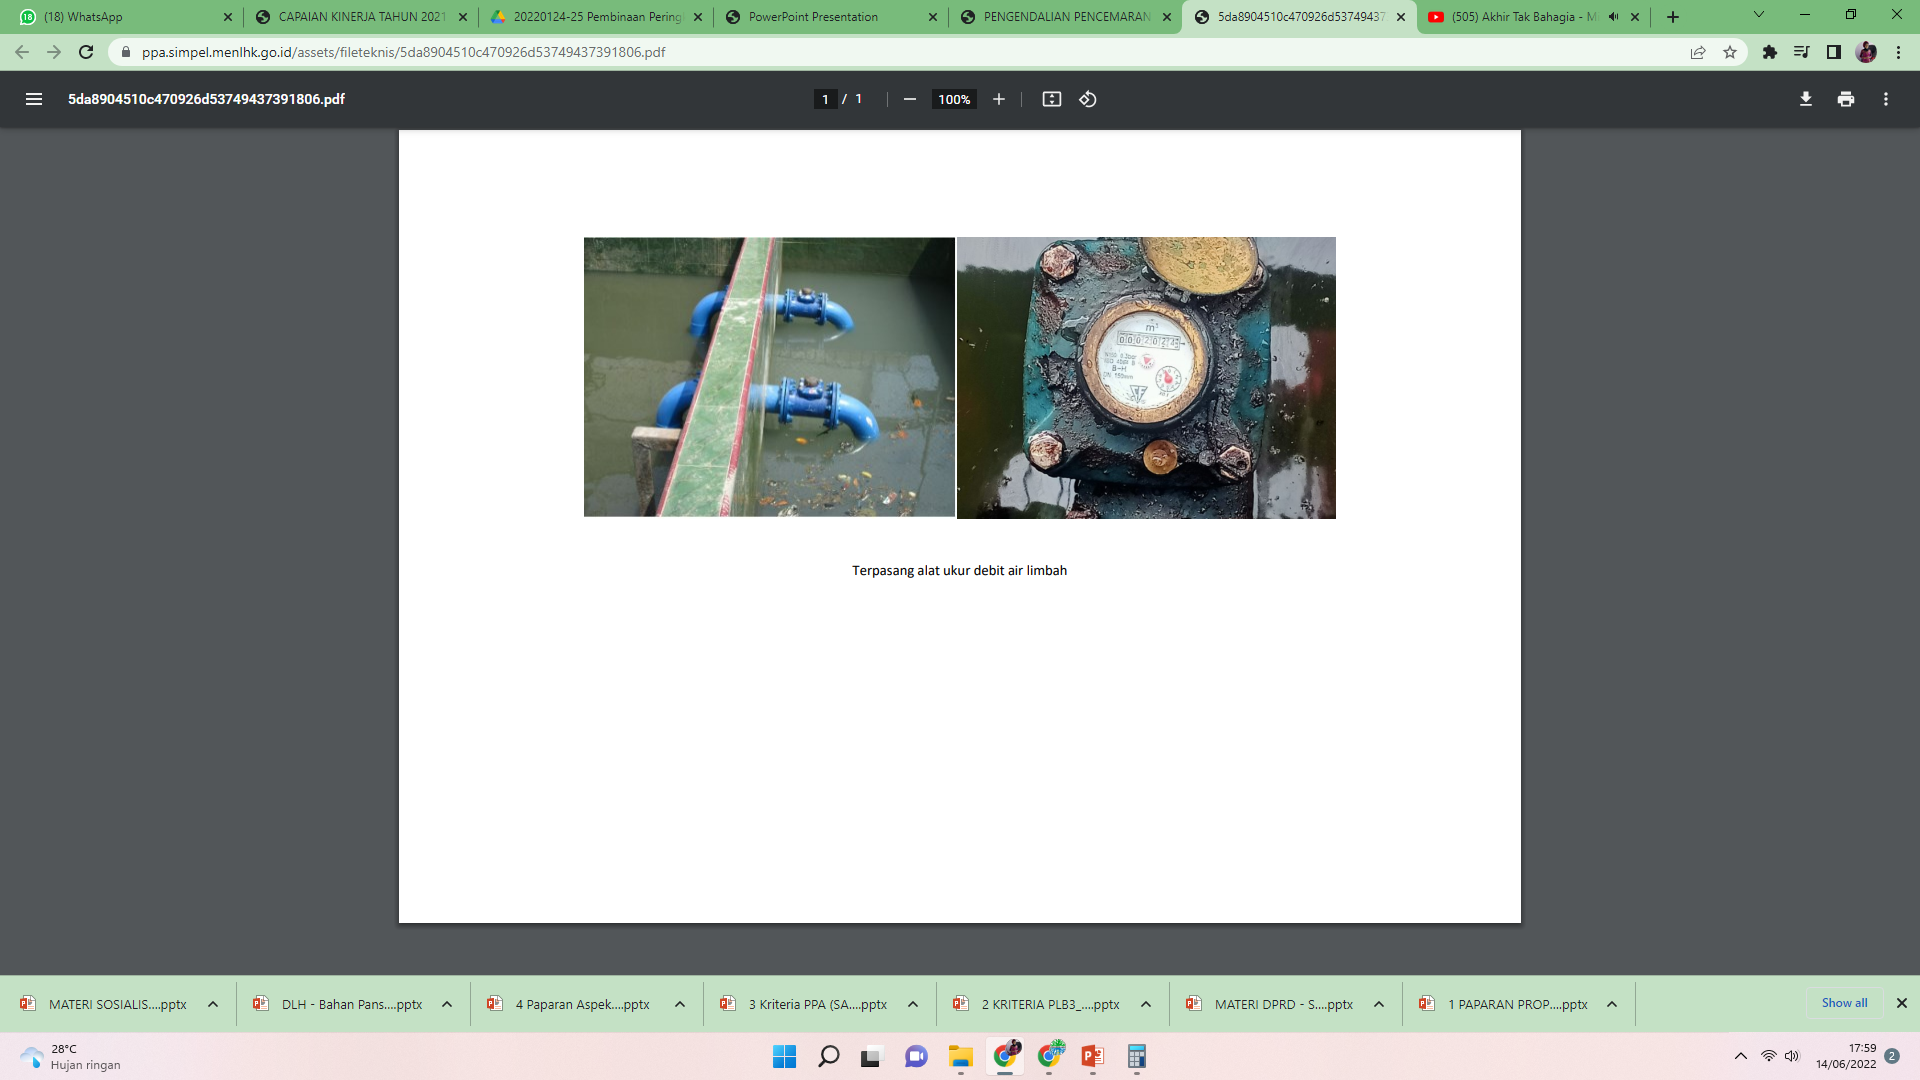 (18) WhatsApp
CAPAIAN KINERJA TAHUN 2021
20220124-25 Pembinaan Pering
PowerPoint Presentation
PENGENDALIAN PENCEMARAN
5da8904510c470926d53749437
(505) Akhir Tak Bahagia - M
ppa.simpel.menlhk.go.id/assets/fileteknis/5da8904510c470926d53749437391806.pdf
5da8904510c470926d53749437391806.pdf
1 / 1
100%
m³
B-H
Terpasang alat ukur debit air limbah
MATERI SOSIALIS....pptx
DLH - Bahan Pans....pptx
4 Paparan Aspek....pptx
3 Kriteria PPA (SA....pptx
2 KRITERIA PLB3_....pptx
MATERI DPRD - S....pptx
1 PAPARAN PROP....pptx
Show all
28°C
Hujan ringan
17:59
14/06/2022
2